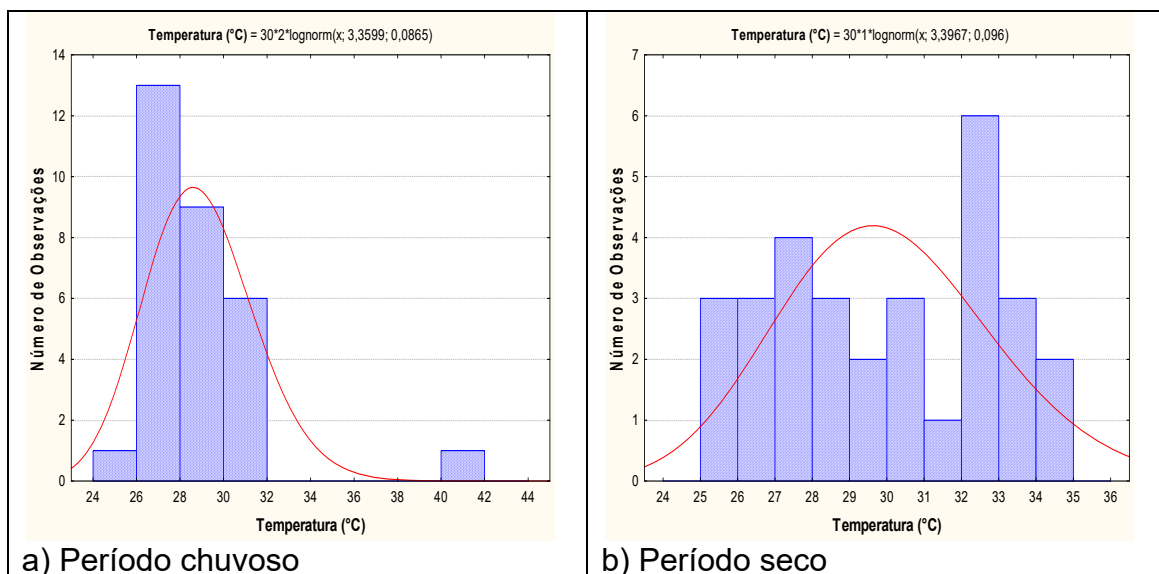 Temperatura (°C) = 30*2*lognorm(x; 3,3599; 0,0865)
14
12
10
8
6
4
2
0
Número de Observações
24 26 28 30 32 34 36 38 40 42 44
Temperatura (°C)
a) Período chuvoso
Temperatura (°C) = 30*1*lognorm(x; 3,3967; 0,096)
7
6
5
4
3
2
1
0
Número de Observações
24 25 26 27 28 29 30 31 32 33 34 35 36
Temperatura (°C)
b) Período seco